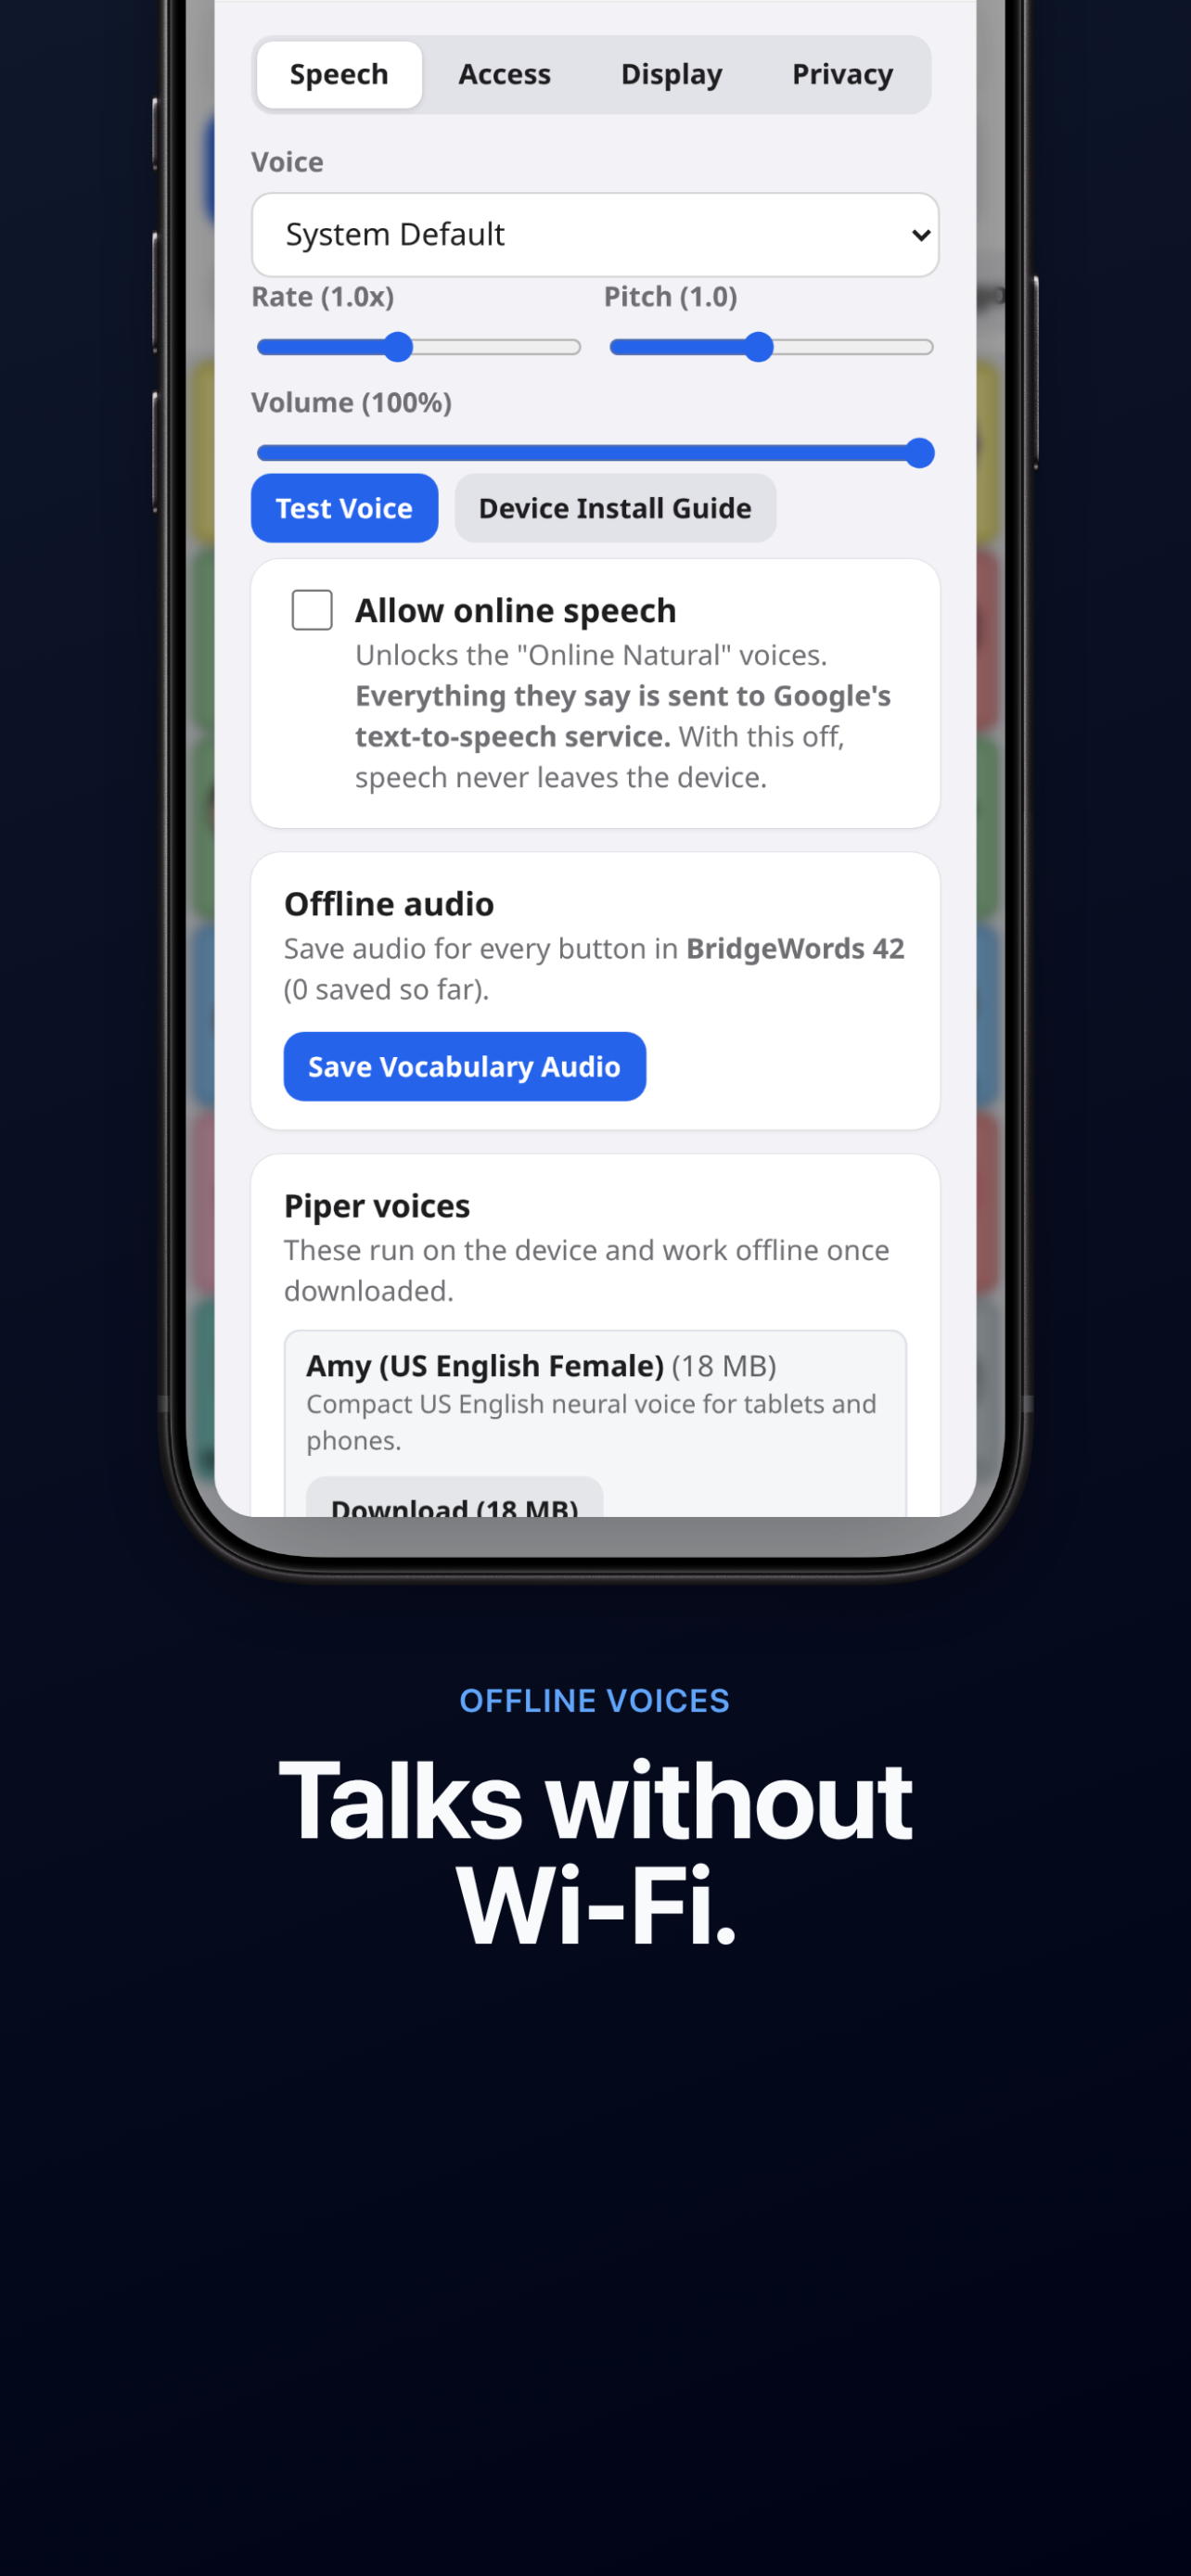 Speech Access Display Privacy
Voice
System Default
Rate (1.0x) Pitch (1.0)
Volume (100%)
Test Voice Device Install Guide
Allow online speech
Unlocks the "Online Natural" voices.
Everything they say is sent to Google's
text-to-speech service. With this off,
speech never leaves the device.
Offline audio
Save audio for every button in BridgeWords 42
(0 saved so far).
Save Vocabulary Audio
Piper voices
These run on the device and work offline once
downloaded.
Amy (US English Female) (18 MB)
Compact US English neural voice for tablets and
phones.
Download (18 MB)
OFFLINE VOICES
Talks without
Wi-Fi.